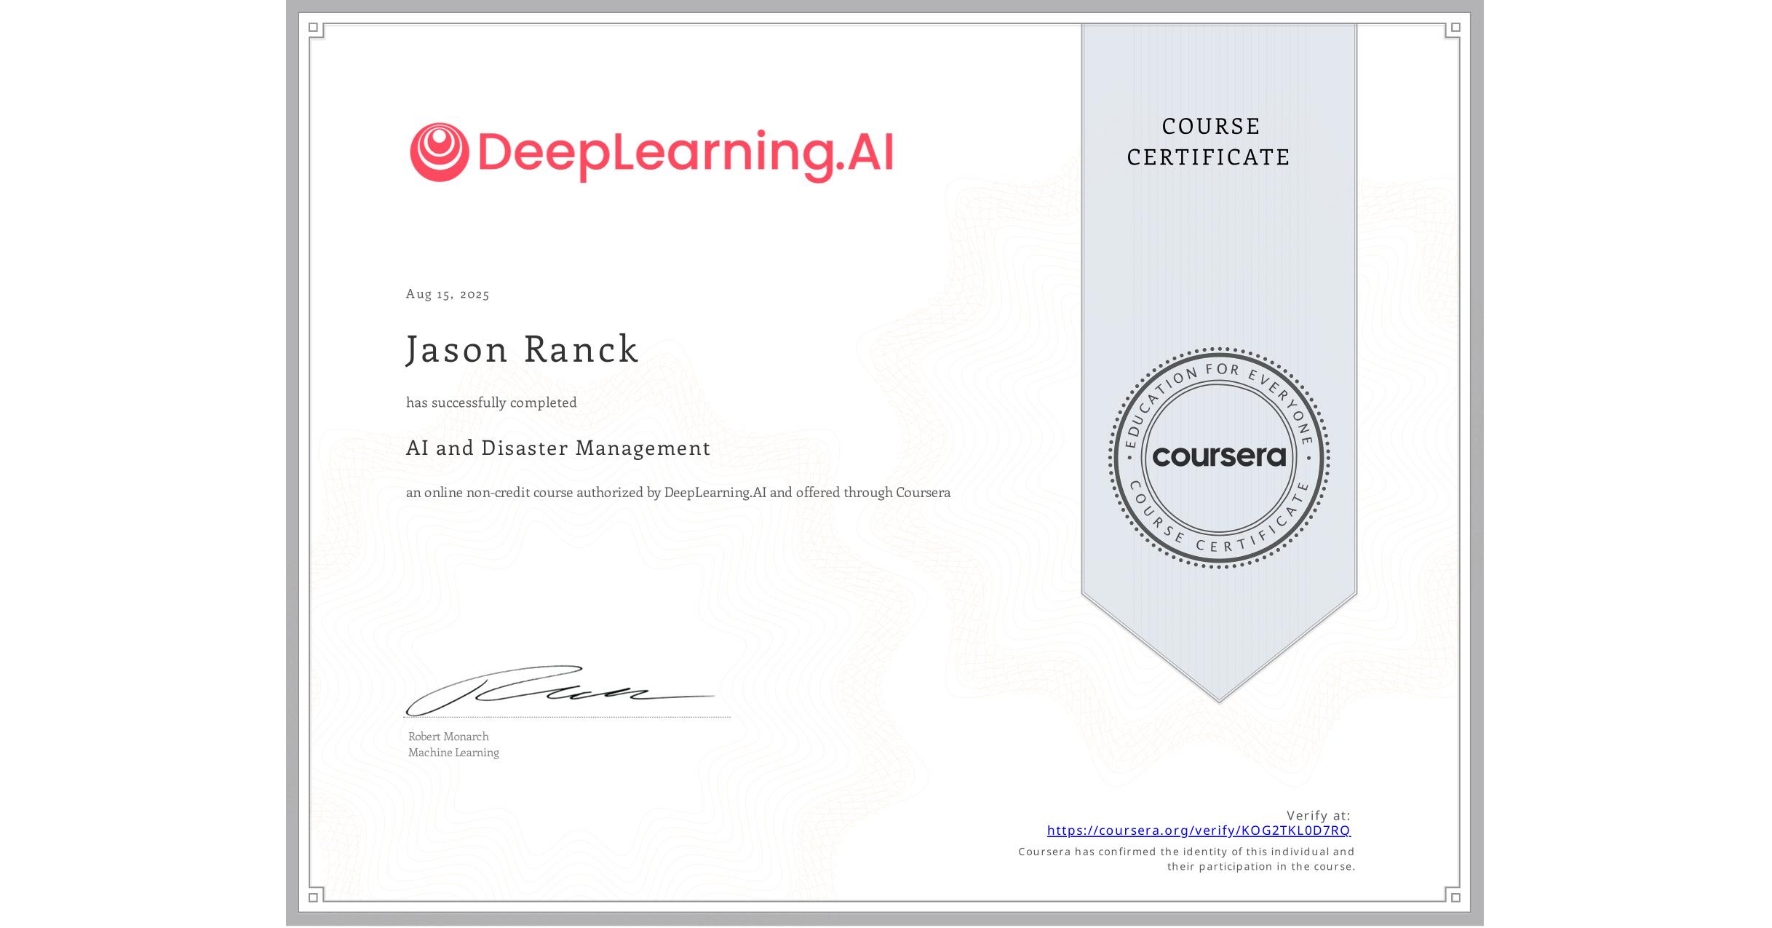 DeepLearning.AI
COURSE
CERTIFICATE
Aug 15, 2025
Jason Ranck
has successfully completed
AI and Disaster Management
an online non-credit course authorized by DeepLearning.AI and offered through Coursera
EDUCATION FOR EVERYONE
coursera
COURSE CERTIFICATE
Robert Monarch
Machine Learning
Verify at:
https://coursera.org/verify/KOG2TKL0D7RQ
Coursera has confirmed the identity of this individual and
their participation in the course.